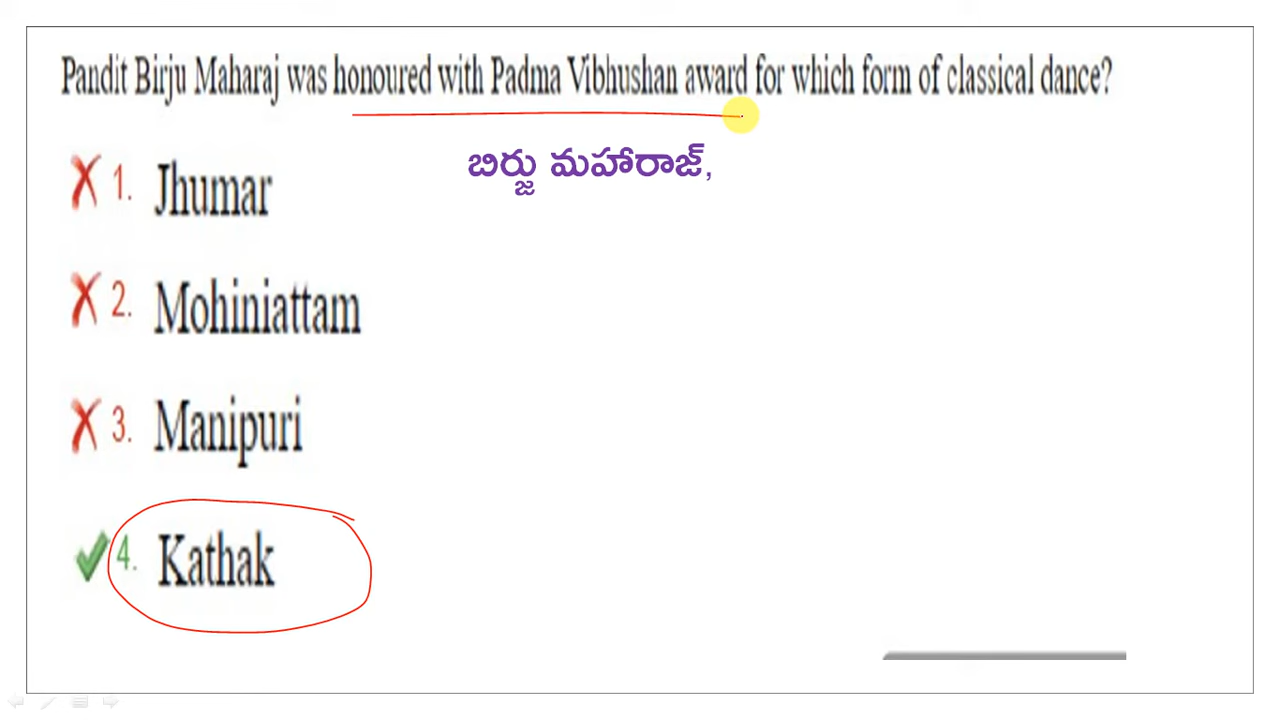 Pandit Birju Maharaj was honoured with Padma Vibhushan award for which form of classical dance?
బిర్జు మహారాజ్,
1. Jhumar
2. Mohiniattam
3. Manipuri
4. Kathak